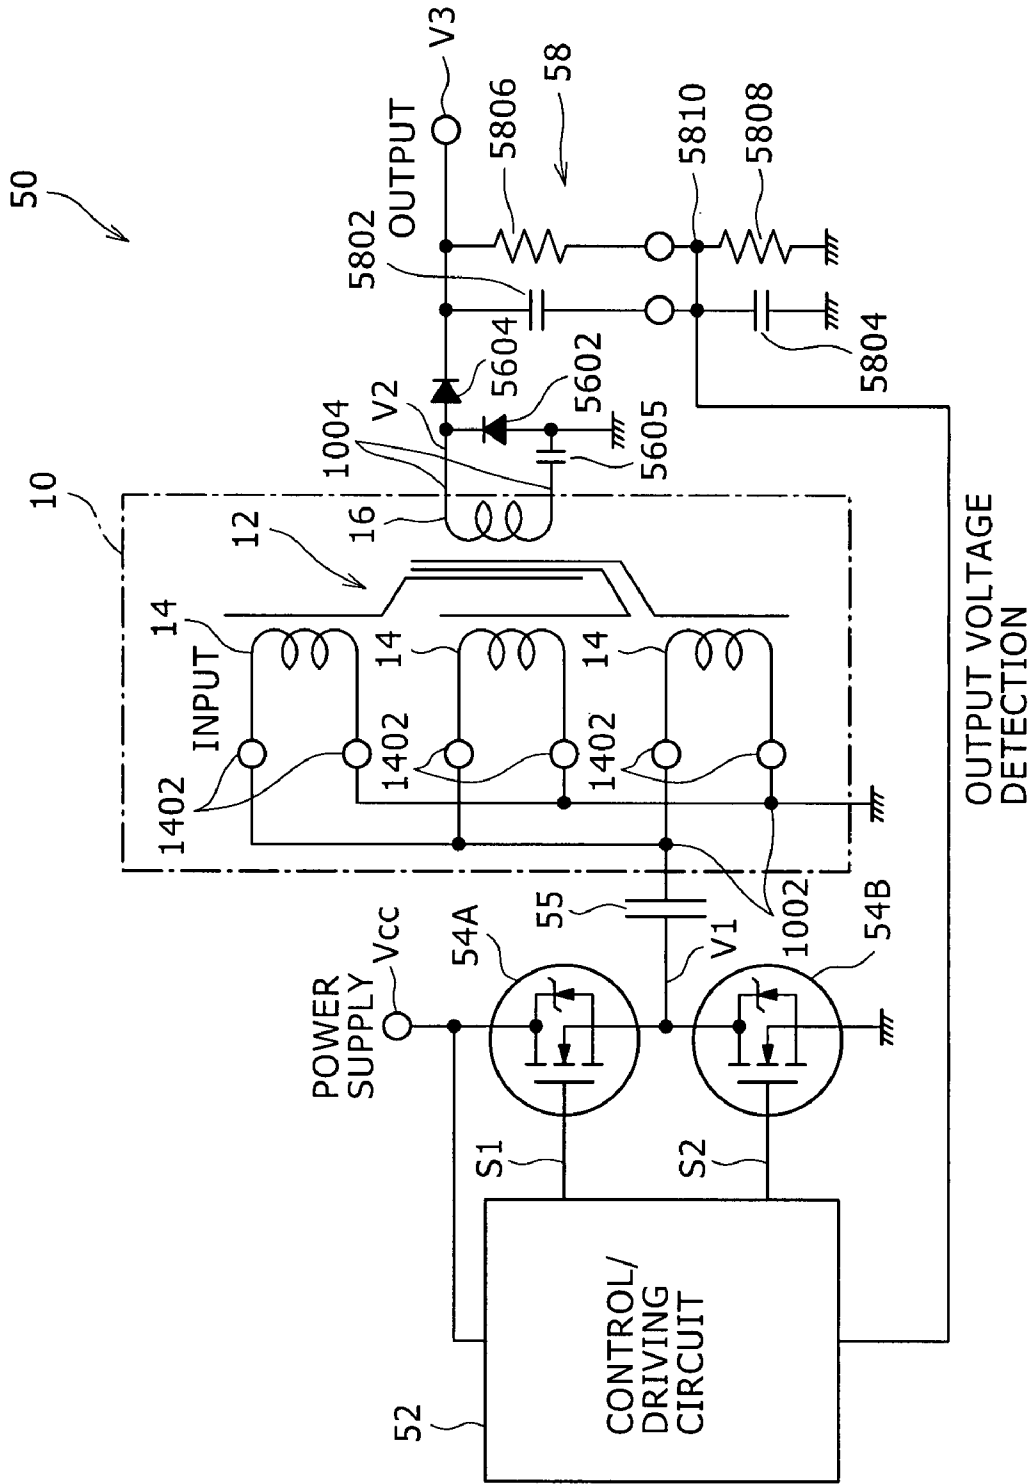 50
10
12
14
INPUT
1402
14
1402
14
1402
16
1004
V2
5604
5602
5605
5802
OUTPUT
V3
5806
58
5810
5808
5804
POWER
SUPPLY
Vcc
54A
55
V1
1002
54B
S1
S2
52
CONTROL/
DRIVING
CIRCUIT
OUTPUT VOLTAGE
DETECTION